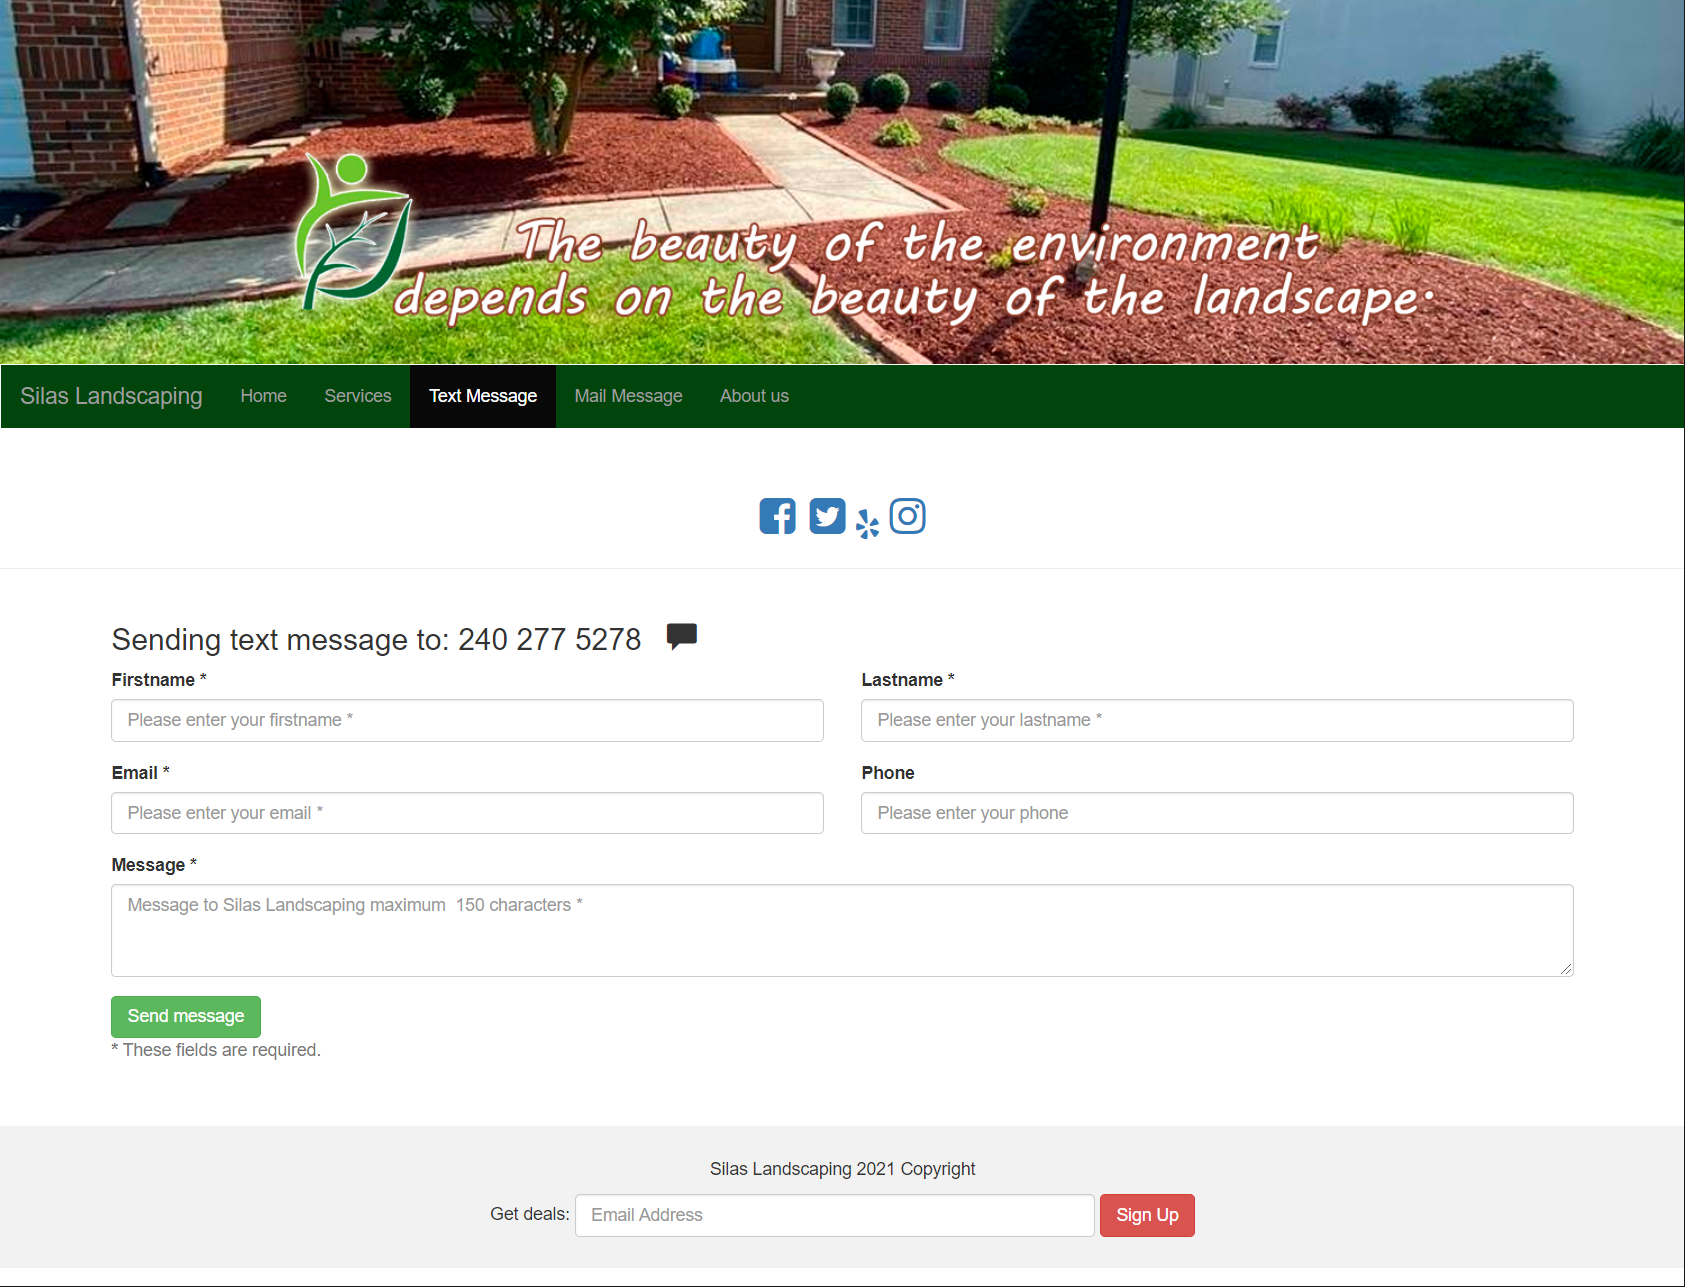 The beauty of the environment
depends on the beauty of the landscape.
Silas Landscaping Home Services Text Message Mail Message About us
Sending text message to: 240 277 5278
Firstname * Lastname *
Please enter your firstname * Please enter your lastname *
Email * Phone
Please enter your email * Please enter your phone
Message *
Message to Silas Landscaping maximum  150 characters *
Send message
* These fields are required.
Silas Landscaping 2021 Copyright
Get deals: Email Address Sign Up